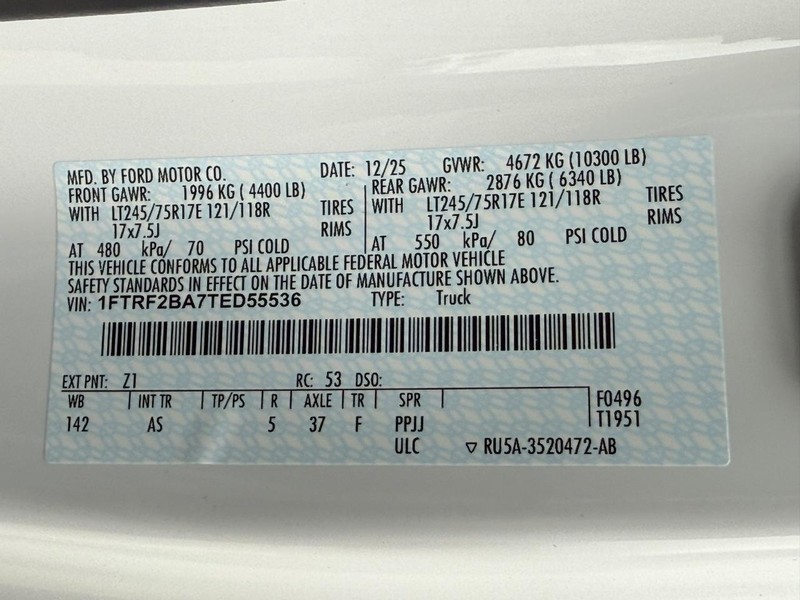 MFD. BY FORD MOTOR CO. DATE: 12/25 GVWR: 4672 KG (10300 LB)
FRONT GAWR: 1996 KG ( 4400 LB) REAR GAWR: 2876 KG ( 6340 LB)
WITH LT245/75R17E 121/118R TIRES WITH LT245/75R17E 121/118R TIRES
17x7.5J RIMS 17x7.5J RIMS
AT 480 kPa/ 70 PSI COLD AT 550 kPa/ 80 PSI COLD
THIS VEHICLE CONFORMS TO ALL APPLICABLE FEDERAL MOTOR VEHICLE
SAFETY STANDARDS IN EFFECT ON THE DATE OF MANUFACTURE SHOWN ABOVE.
VIN: 1FTRF2BA7TED55536 TYPE: Truck
EXT PNT: Z1 RC: 53 DSO:
WB INT TR TP/PS R AXLE TR SPR F0496
142 AS 5 37 F PPJJ T1951
ULC ▽ RU5A-3520472-AB